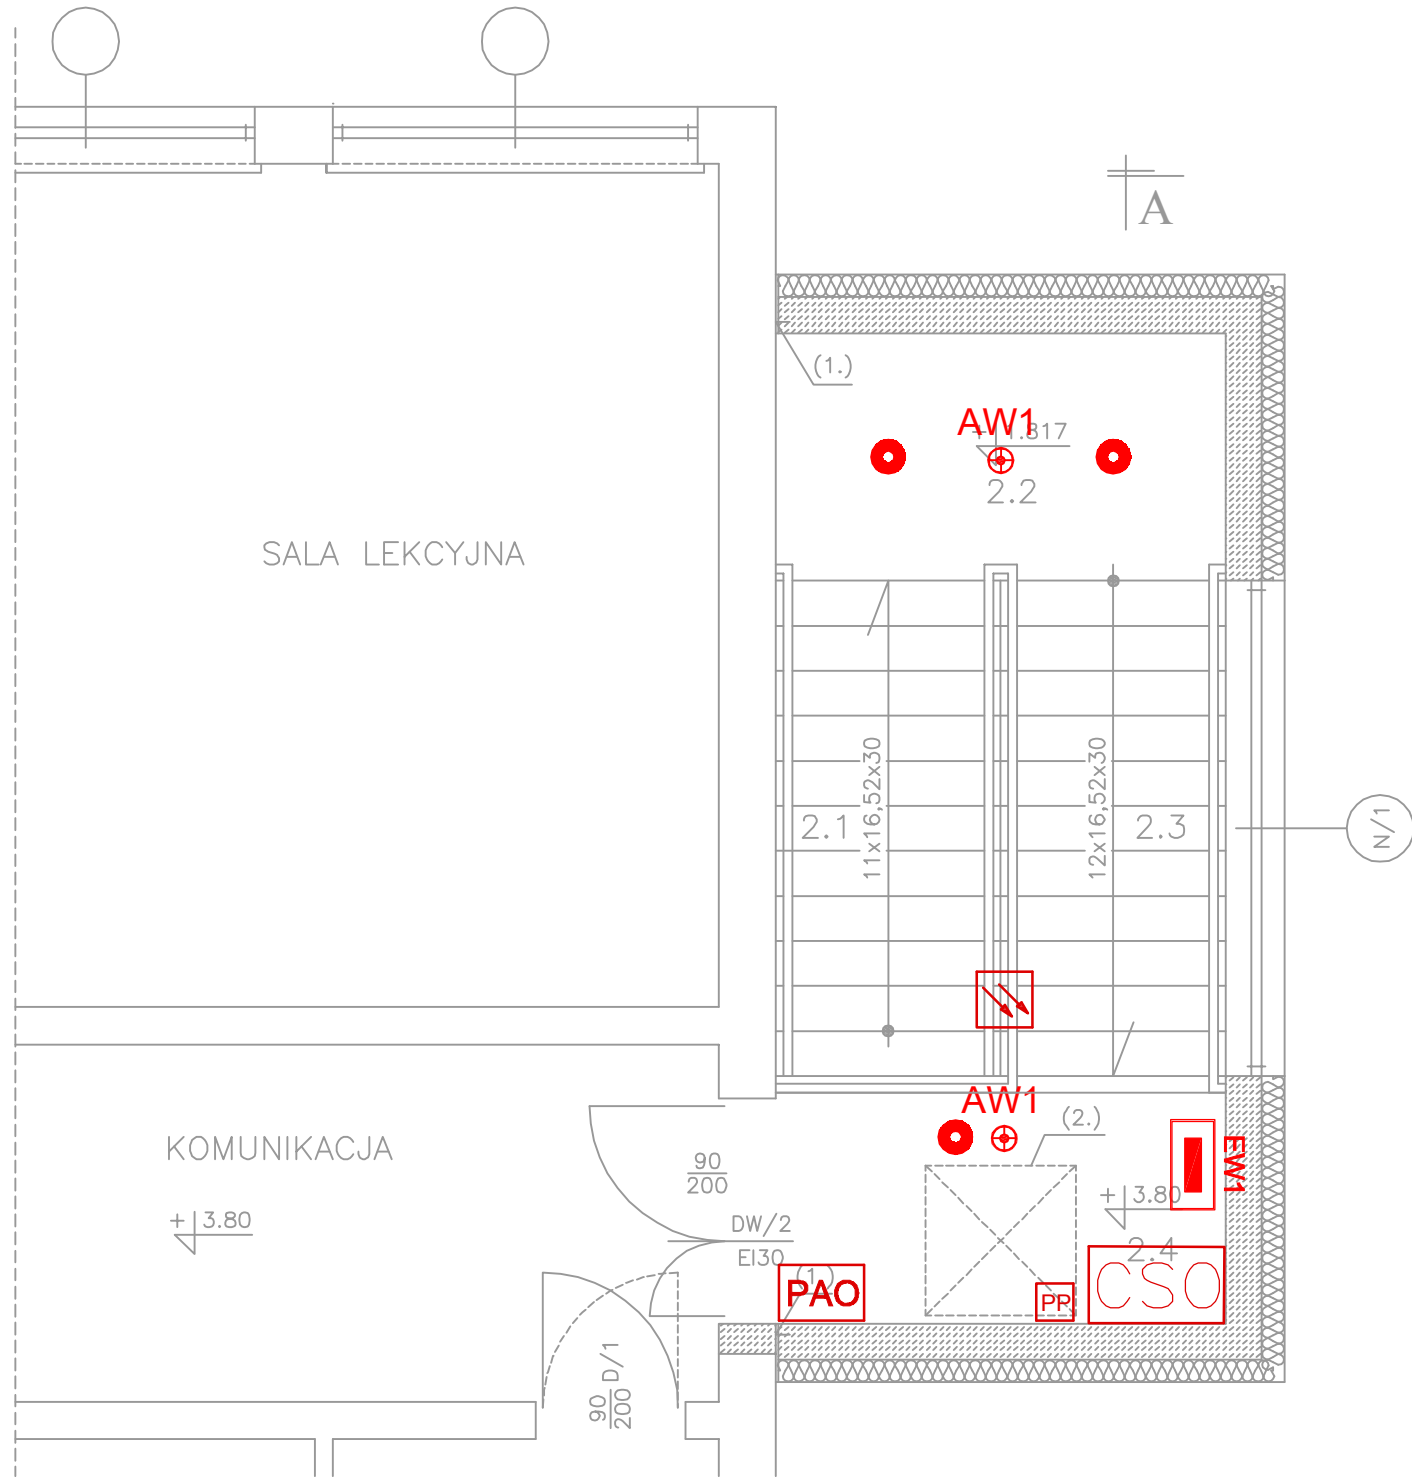 A
(1.)
AW1
+ 1.817
2.2
SALA LEKCYJNA
11x16,52x30
12x16,52x30
2.1
2.3
N/1
AW1
(2.)
KOMUNIKACJA
90
200
EW1
+ 3.80
+ 3.80
DW/2
EI30
2.4
(1.)
PAO
PP
CSO
90
200
D/1